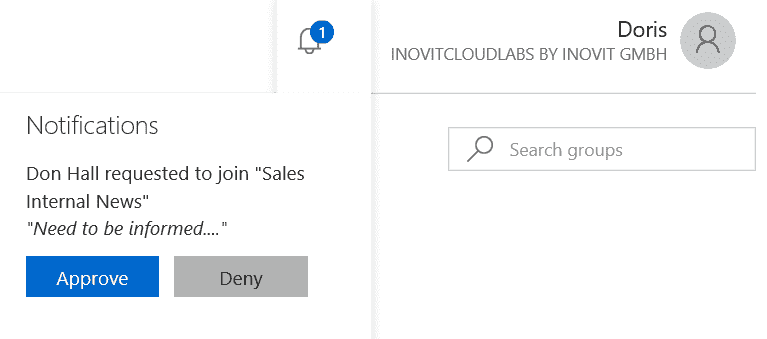 1
Doris
INOVITCLOUDLABS BY INOVIT GMBH
Notifications
Don Hall requested to join "Sales
Internal News"
"Need to be informed...."
Approve
Deny
Search groups